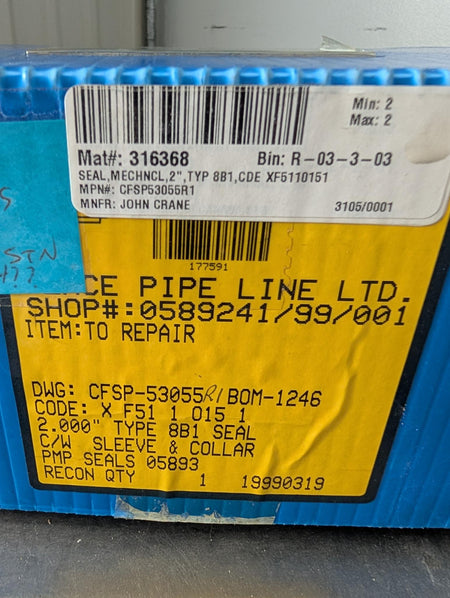 Min: 2
Max: 2
Mat#: 316368 Bin: R-03-3-03
SEAL,MECHNCL,2",TYP 8B1,CDE XF5110151
MPN#: CFSP53055R1
MNFR: JOHN CRANE 3105/0001
STN
177591
CE PIPE LINE LTD.
SHOP#:0589241/99/001
ITEM:TO REPAIR
DWG: CFSP-53055R1 BOM-1246
CODE: X F51 1 O15 1
2.000" TYPE 8B1 SEAL
C/W SLEEVE & COLLAR
PMP SEALS 05893
RECON QTY 1 19990319